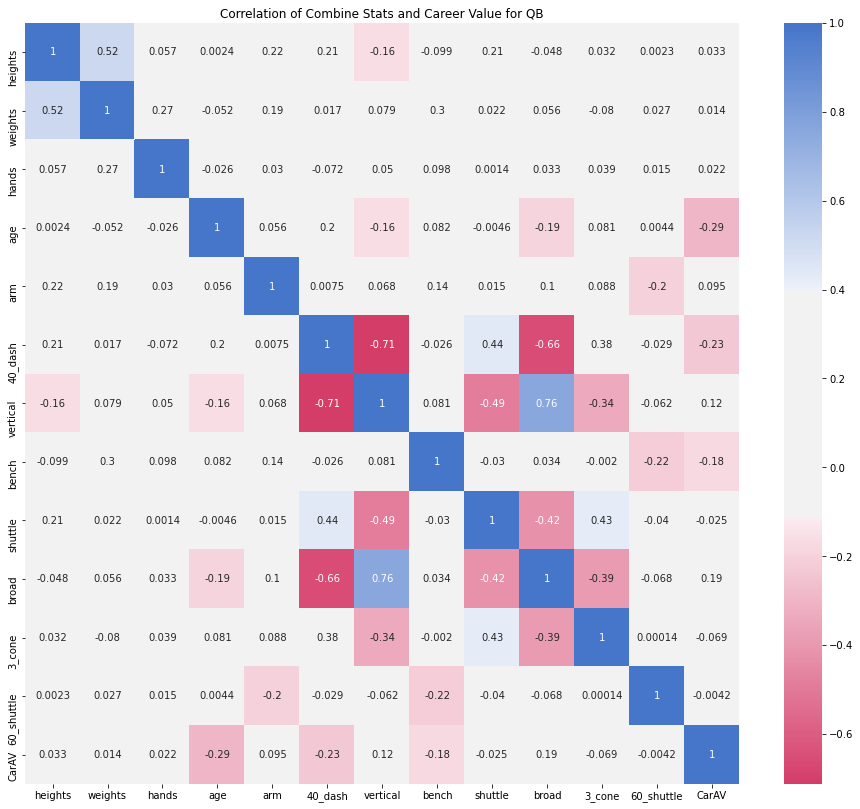 Correlation of Combine Stats and Career Value for QB
heights 1 0.52 0.057 0.0024 0.22 0.21 -0.16 -0.099 0.21 -0.048 0.032 0.0023 0.033
weights 0.52 1 0.27 -0.052 0.19 0.017 0.079 0.3 0.022 0.056 -0.08 0.027 0.014
hands 0.057 0.27 1 -0.026 0.03 -0.072 0.05 0.098 0.0014 0.033 0.039 0.015 0.022
age 0.0024 -0.052 -0.026 1 0.056 0.2 -0.16 0.082 -0.0046 -0.19 0.081 0.0044 -0.29
arm 0.22 0.19 0.03 0.056 1 0.0075 0.068 0.14 0.015 0.1 0.088 -0.2 0.095
40_dash 0.21 0.017 -0.072 0.2 0.0075 1 -0.71 -0.026 0.44 -0.66 0.38 -0.029 -0.23
vertical -0.16 0.079 0.05 -0.16 0.068 -0.71 1 0.081 -0.49 0.76 -0.34 -0.062 0.12
bench -0.099 0.3 0.098 0.082 0.14 -0.026 0.081 1 -0.03 0.034 -0.002 -0.22 -0.18
shuttle 0.21 0.022 0.0014 -0.0046 0.015 0.44 -0.49 -0.03 1 -0.42 0.43 -0.04 -0.025
broad -0.048 0.056 0.033 -0.19 0.1 -0.66 0.76 0.034 -0.42 1 -0.39 -0.068 0.19
3_cone 0.032 -0.08 0.039 0.081 0.088 0.38 -0.34 -0.002 0.43 -0.39 1 0.00014 -0.069
60_shuttle 0.0023 0.027 0.015 0.0044 -0.2 -0.029 -0.062 -0.22 -0.04 -0.068 0.00014 1 -0.0042
CarAV 0.033 0.014 0.022 -0.29 0.095 -0.23 0.12 -0.18 -0.025 0.19 -0.069 -0.0042 1
heights weights hands age arm 40_dash vertical bench shuttle broad 3_cone 60_shuttle CarAV
1.0
0.8
0.6
0.4
0.2
0.0
−0.2
−0.4
−0.6